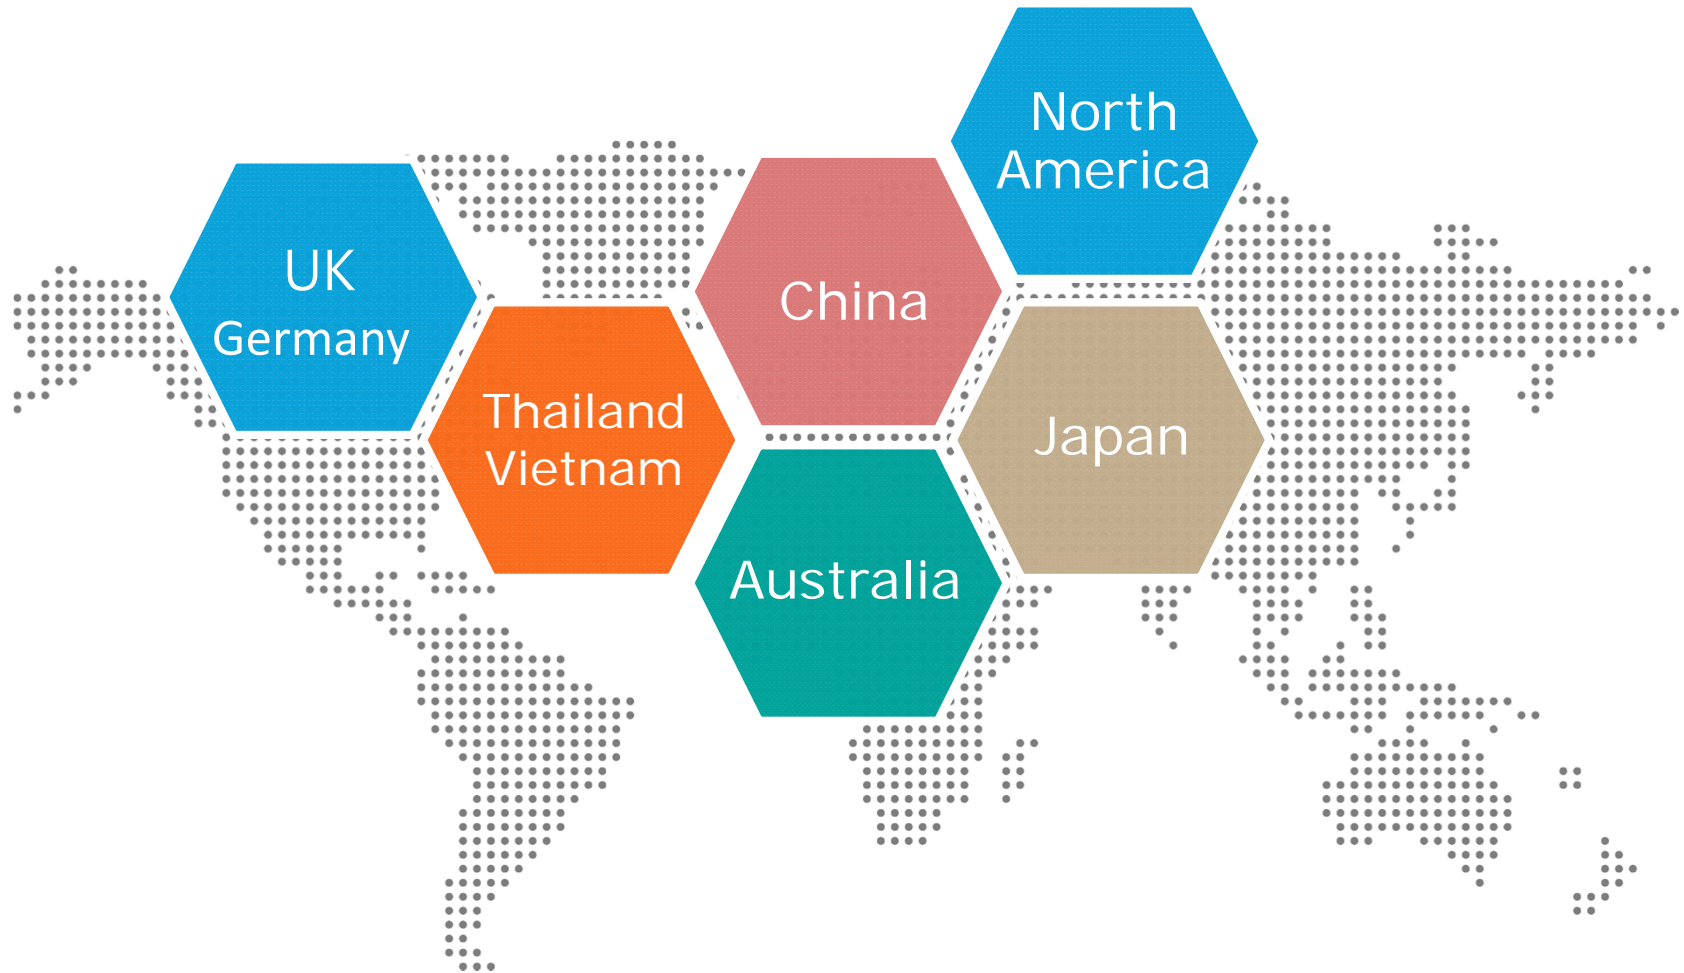 North
America
UK
Germany
China
Thailand
Vietnam
Japan
Australia